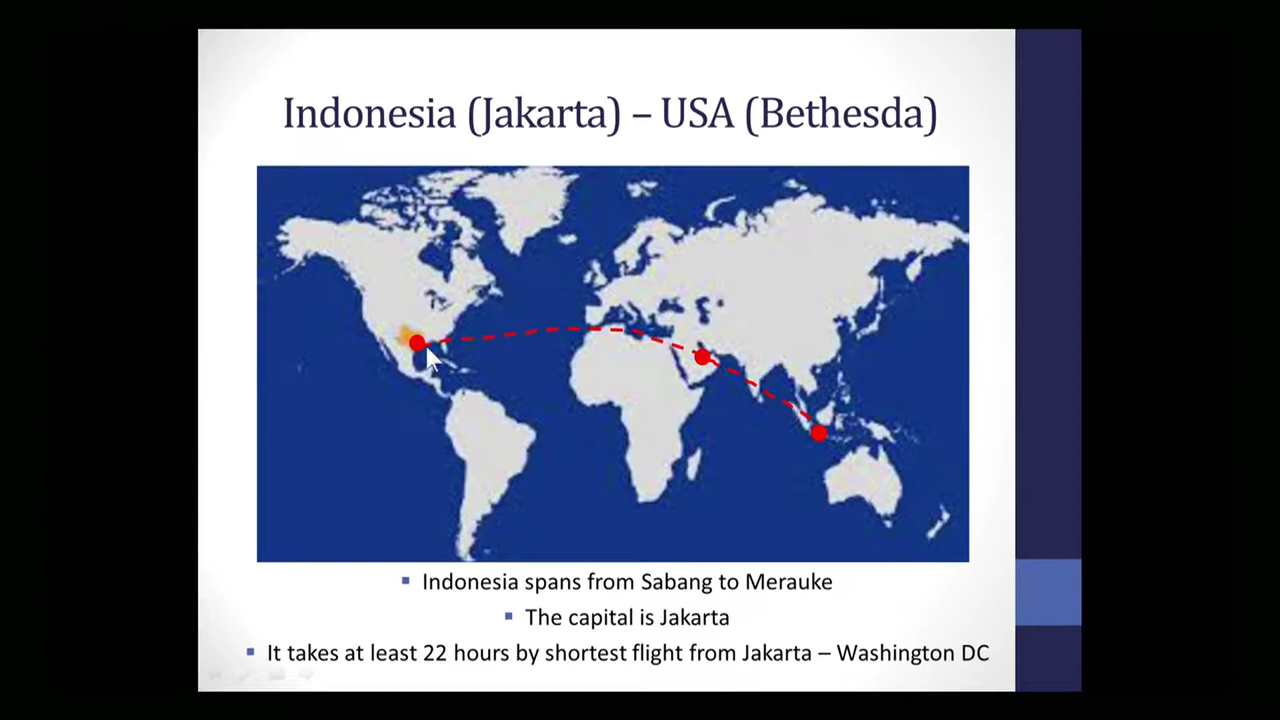 Indonesia (Jakarta) – USA (Bethesda)
Indonesia spans from Sabang to Merauke
The capital is Jakarta
It takes at least 22 hours by shortest flight from Jakarta – Washington DC